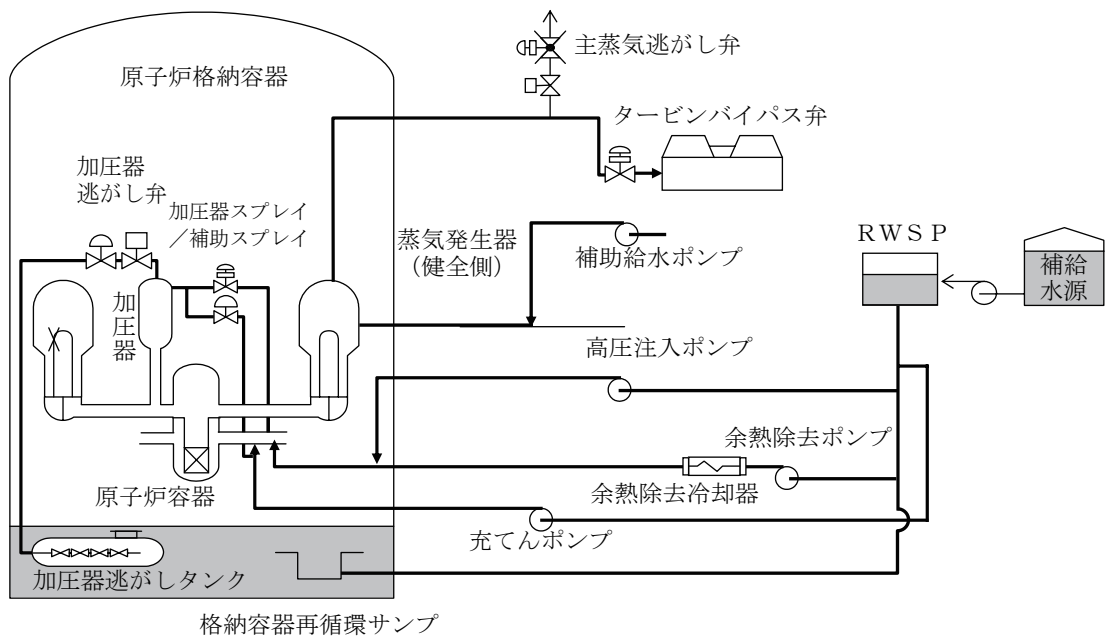 主蒸気逃がし弁
原子炉格納容器
タービンバイパス弁
加圧器
逃がし弁
加圧器スプレイ
／補助スプレイ
蒸気発生器
(健全側)
補助給水ポンプ
ＲＷＳＰ
補給
水源
加
圧
器
高圧注入ポンプ
余熱除去ポンプ
原子炉容器
余熱除去冷却器
充てんポンプ
加圧器逃がしタンク
格納容器再循環サンプ